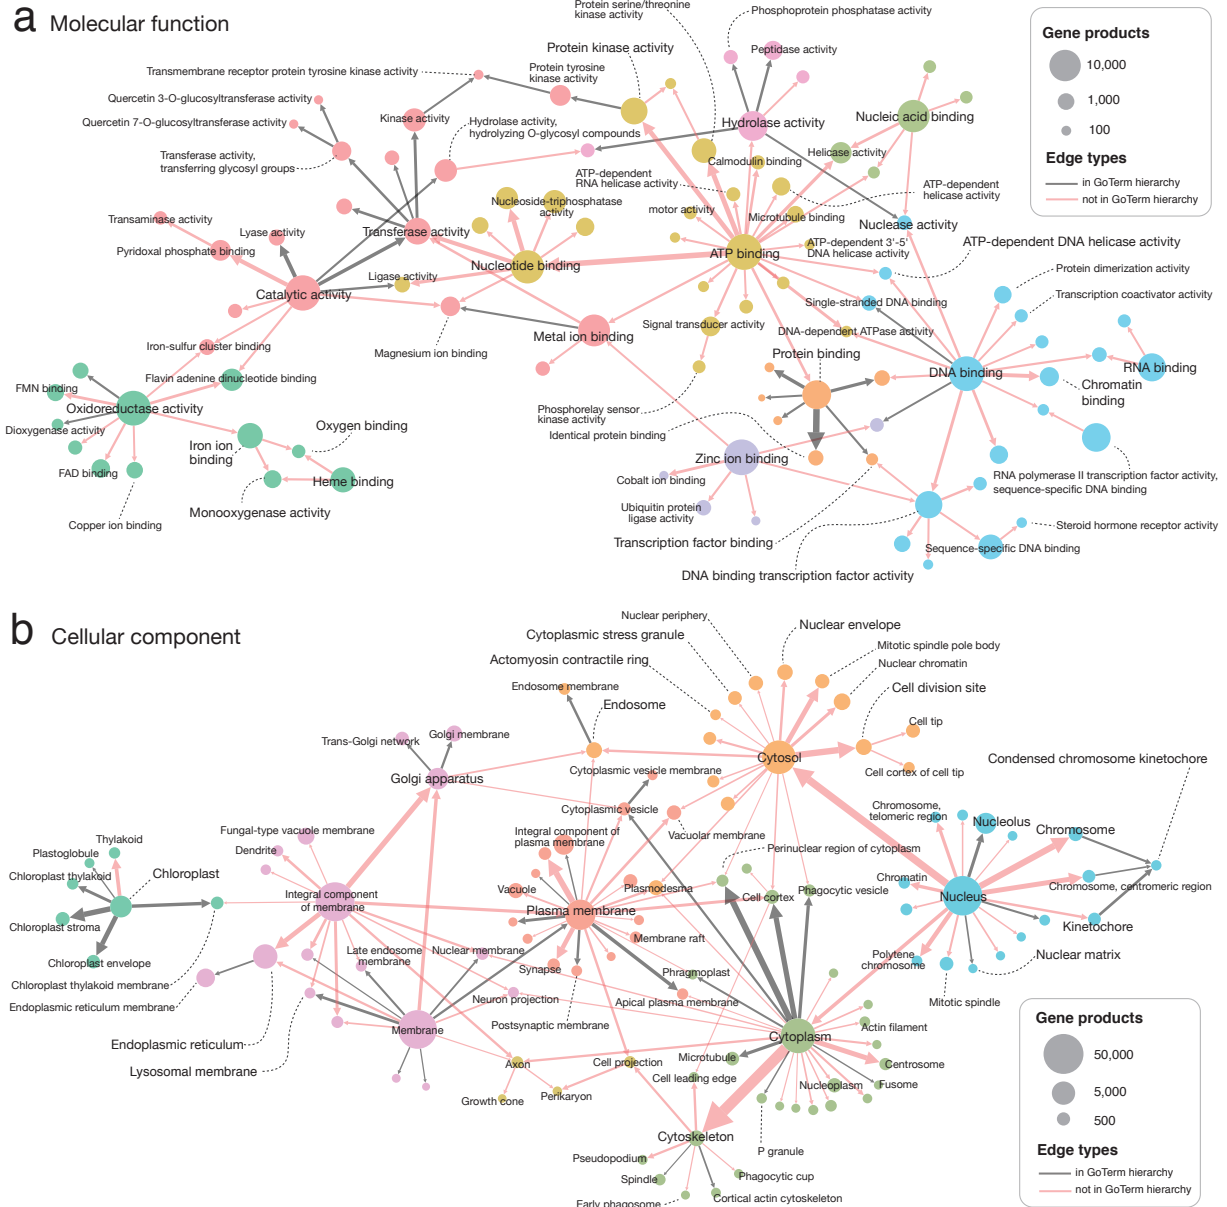 a Molecular function
Protein serine/threonine
kinase activity
Phosphoprotein phosphatase activity
Protein kinase activity
Peptidase activity
Transmembrane receptor protein tyrosine kinase activity
Protein tyrosine
kinase activity
Quercetin 3-O-glucosyltransferase activity
Quercetin 7-O-glucosyltransferase activity
Kinase activity
Hydrolase activity,
hydrolyzing O-glycosyl compounds
Hydrolase activity
Nucleic acid binding
Transferase activity,
transferring glycosyl groups
Calmodulin binding
Helicase activity
ATP-dependent
RNA helicase activity
ATP-dependent
helicase activity
Nucleoside-triphosphatase
activity
motor activity
Microtubule binding
Nuclease activity
Transaminase activity
Lyase activity
Transferase activity
Pyridoxal phosphate binding
ATP binding
ATP-dependent 3'-5'
DNA helicase activity
ATP-dependent DNA helicase activity
Ligase activity
Nucleotide binding
Protein dimerization activity
Catalytic activity
Single-stranded DNA binding
Transcription coactivator activity
Signal transducer activity
DNA-dependent ATPase activity
Metal ion binding
Magnesium ion binding
Iron-sulfur cluster binding
Protein binding
DNA binding
RNA binding
Flavin adenine dinucleotide binding
FMN binding
Chromatin
binding
Oxidoreductase activity
Phosphorelay sensor
kinase activity
Dioxygenase activity
Oxygen binding
Identical protein binding
Iron ion
binding
Zinc ion binding
FAD binding
Heme binding
Cobalt ion binding
RNA polymerase II transcription factor activity,
sequence-specific DNA binding
Ubiquitin protein
ligase activity
Monooxygenase activity
Copper ion binding
Steroid hormone receptor activity
Transcription factor binding
Sequence-specific DNA binding
DNA binding transcription factor activity
Gene products
10,000
1,000
100
Edge types
in GoTerm hierarchy
not in GoTerm hierarchy
b Cellular component
Nuclear periphery
Nuclear envelope
Cytoplasmic stress granule
Mitotic spindle pole body
Actomyosin contractile ring
Nuclear chromatin
Endosome membrane
Cell division site
Endosome
Cell tip
Trans-Golgi network
Golgi membrane
Cytosol
Condensed chromosome kinetochore
Golgi apparatus
Cytoplasmic vesicle membrane
Cell cortex of cell tip
Cytoplasmic vesicle
Chromosome,
telomeric region
Nucleolus
Chromosome
Fungal-type vacuole membrane
Integral component of
plasma membrane
Vacuolar membrane
Thylakoid
Dendrite
Perinuclear region of cytoplasm
Plastoglobule
Chloroplast thylakoid
Chloroplast
Integral component
of membrane
Vacuole
Plasmodesma
Cell cortex
Phagocytic vesicle
Chromatin
Chromosome, centromeric region
Nucleus
Plasma membrane
Chloroplast stroma
Kinetochore
Membrane raft
Late endosome
membrane
Nuclear membrane
Polytene
chromosome
Nuclear matrix
Chloroplast envelope
Synapse
Phragmoplast
Chloroplast thylakoid membrane
Neuron projection
Apical plasma membrane
Mitotic spindle
Endoplasmic reticulum membrane
Postsynaptic membrane
Membrane
Cytoplasm
Actin filament
Endoplasmic reticulum
Microtubule
Axon
Cell projection
Centrosome
Lysosomal membrane
Cell leading edge
Nucleoplasm
Fusome
Growth cone
Perikaryon
Cytoskeleton
P granule
Pseudopodium
Spindle
Phagocytic cup
Early phagosome
Cortical actin cytoskeleton
Gene products
50,000
5,000
500
Edge types
in GoTerm hierarchy
not in GoTerm hierarchy